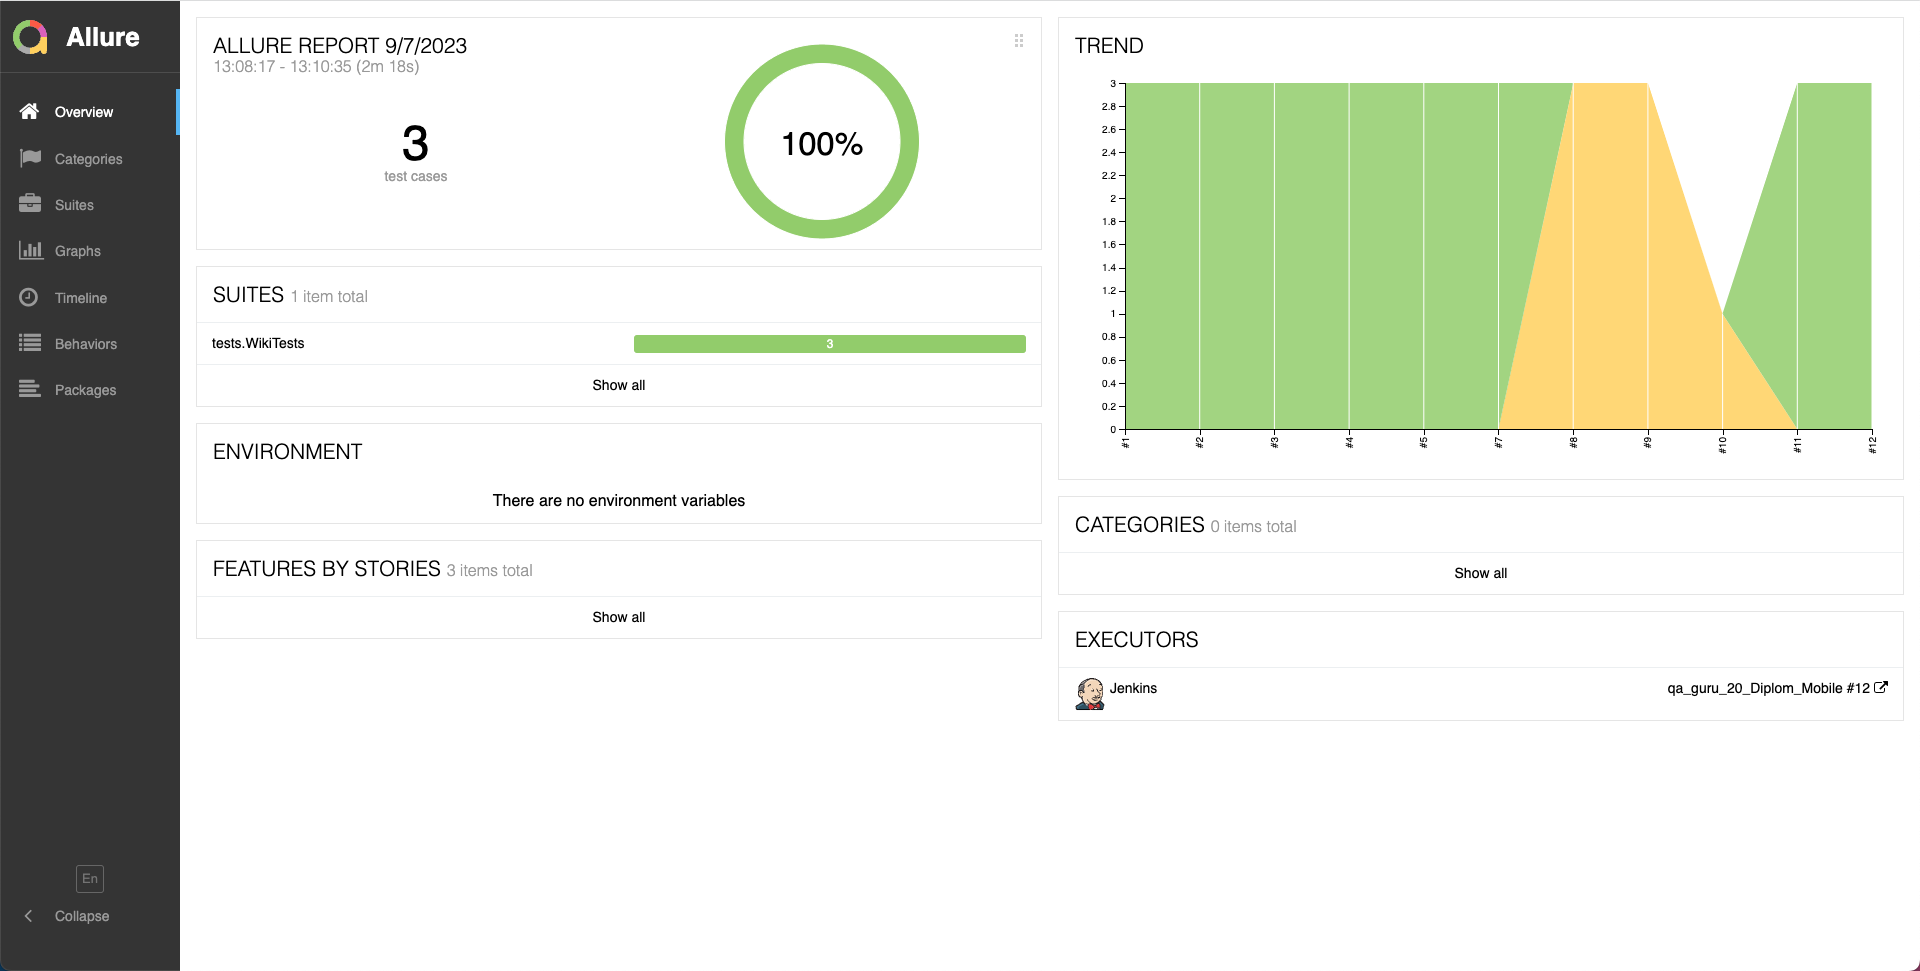 Allure
Overview
Categories
Suites
Graphs
Timeline
Behaviors
Packages
En
Collapse
ALLURE REPORT 9/7/2023
13:08:17 - 13:10:35 (2m 18s)
3
test cases
100%
SUITES 1 item total
tests.WikiTests 3
Show all
ENVIRONMENT
There are no environment variables
FEATURES BY STORIES 3 items total
Show all
TREND
3
2.8
2.6
2.4
2.2
2
1.8
1.6
1.4
1.2
1
0.8
0.6
0.4
0.2
0
#1 #2 #3 #4 #5 #7 #8 #9 #10 #11 #12
CATEGORIES 0 items total
Show all
EXECUTORS
Jenkins qa_guru_20_Diplom_Mobile #12